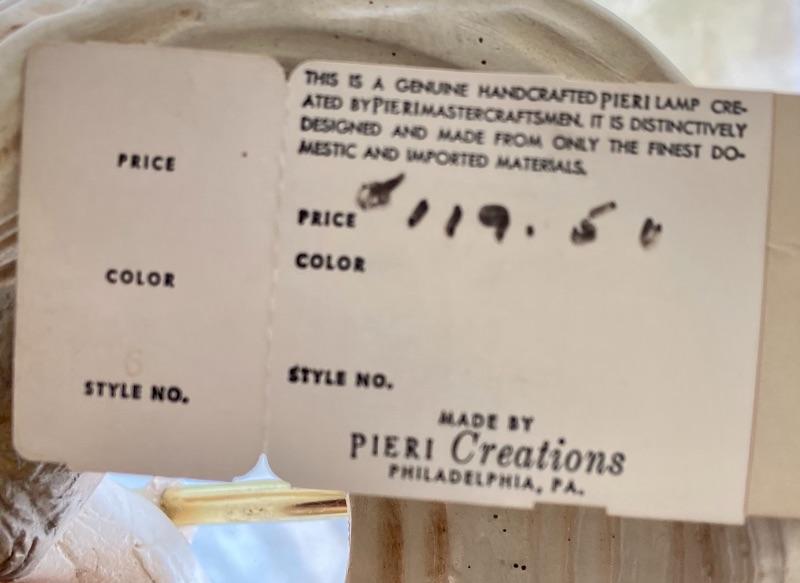 PRICE
COLOR
6
STYLE NO.
THIS IS A GENUINE HANDCRAFTED PIERI LAMP CRE-
ATED BY PIERI MASTERCRAFTSMEN. IT IS DISTINCTIVELY
DESIGNED AND MADE FROM ONLY THE FINEST DO-
MESTIC AND IMPORTED MATERIALS.
PRICE $119.50
COLOR
STYLE NO.
MADE BY
PIERI Creations
PHILADELPHIA, PA.